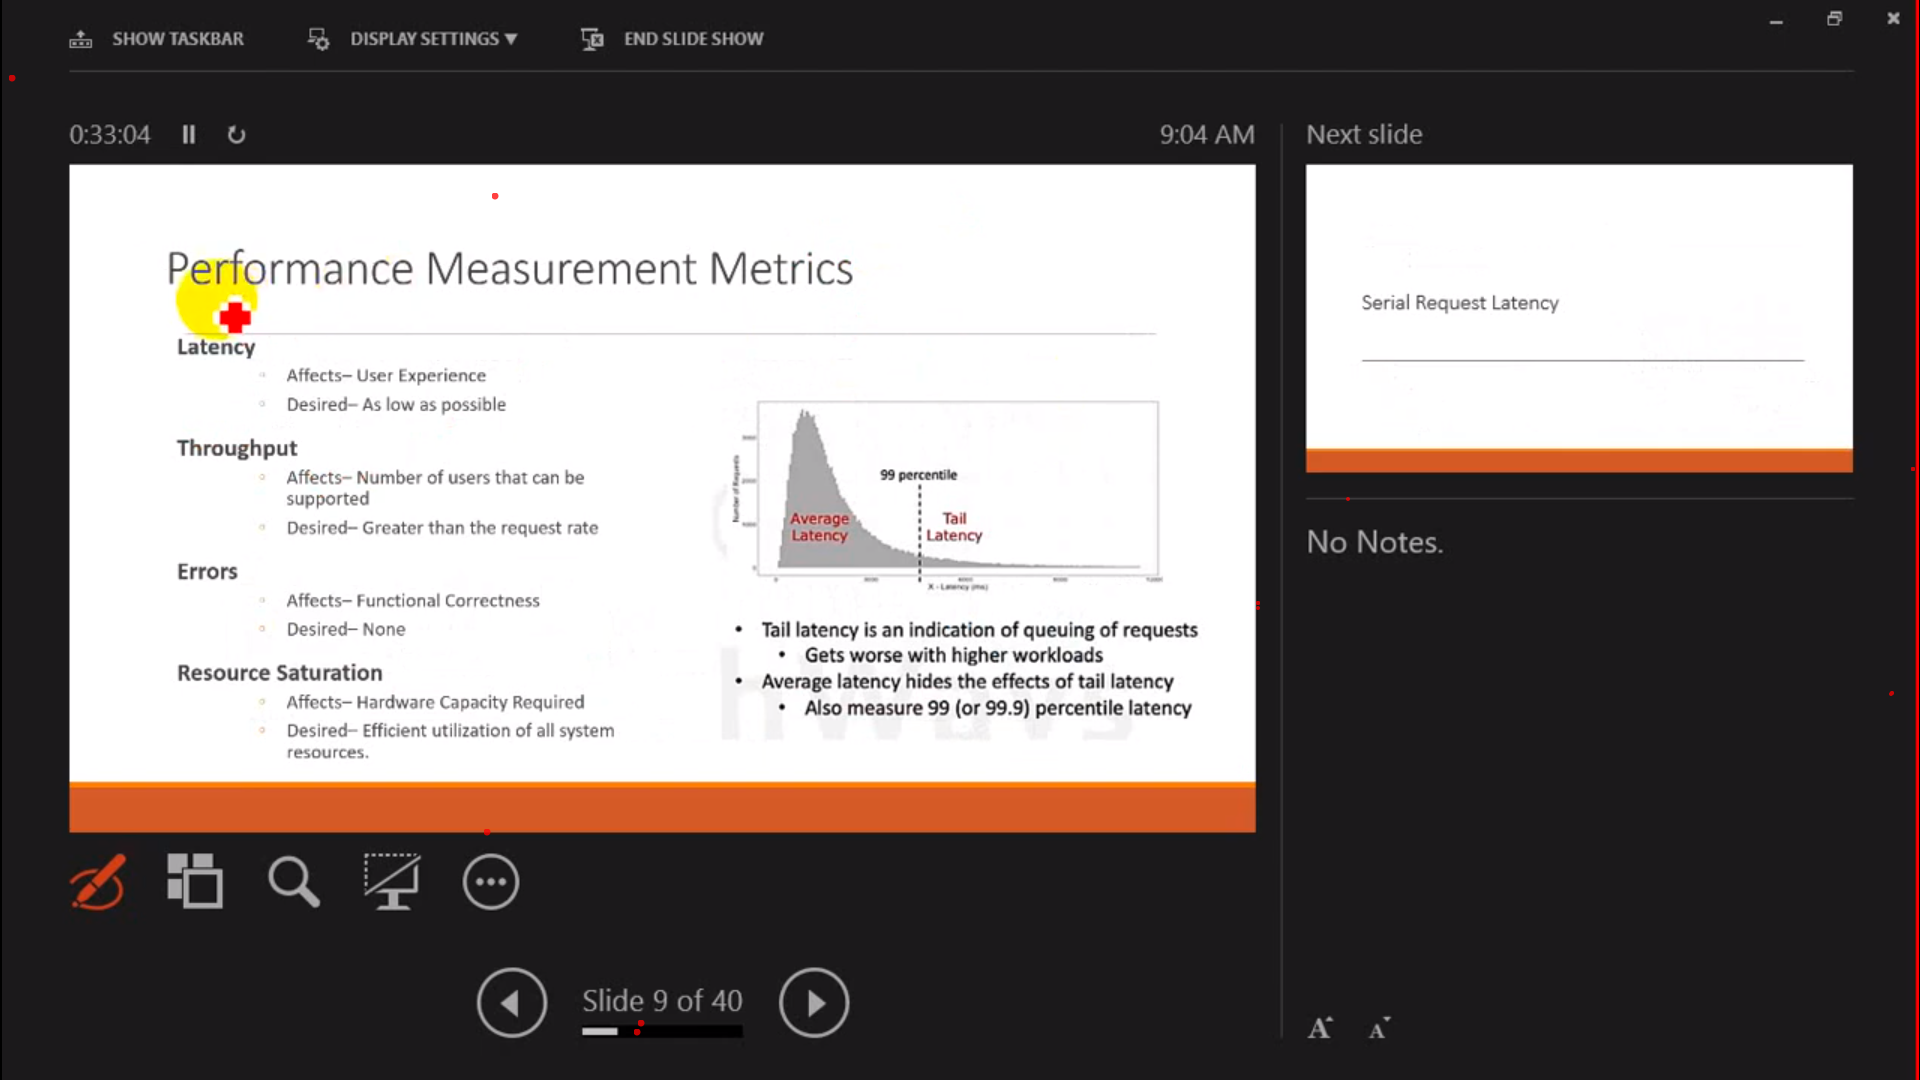 SHOW TASKBAR
DISPLAY SETTINGS ▼
END SLIDE SHOW
0:33:04
9:04 AM
Next slide
Performance Measurement Metrics
Latency
Affects– User Experience
Desired– As low as possible
Throughput
Affects– Number of users that can be
supported
Desired– Greater than the request rate
Errors
Affects– Functional Correctness
Desired– None
Resource Saturation
Affects– Hardware Capacity Required
Desired– Efficient utilization of all system
resources.
Number of Requests
99 percentile
Average
Latency
Tail
Latency
X - Latency (ms)
• Tail latency is an indication of queuing of requests
• Gets worse with higher workloads
• Average latency hides the effects of tail latency
• Also measure 99 (or 99.9) percentile latency
Serial Request Latency
No Notes.
Slide 9 of 40
A
A